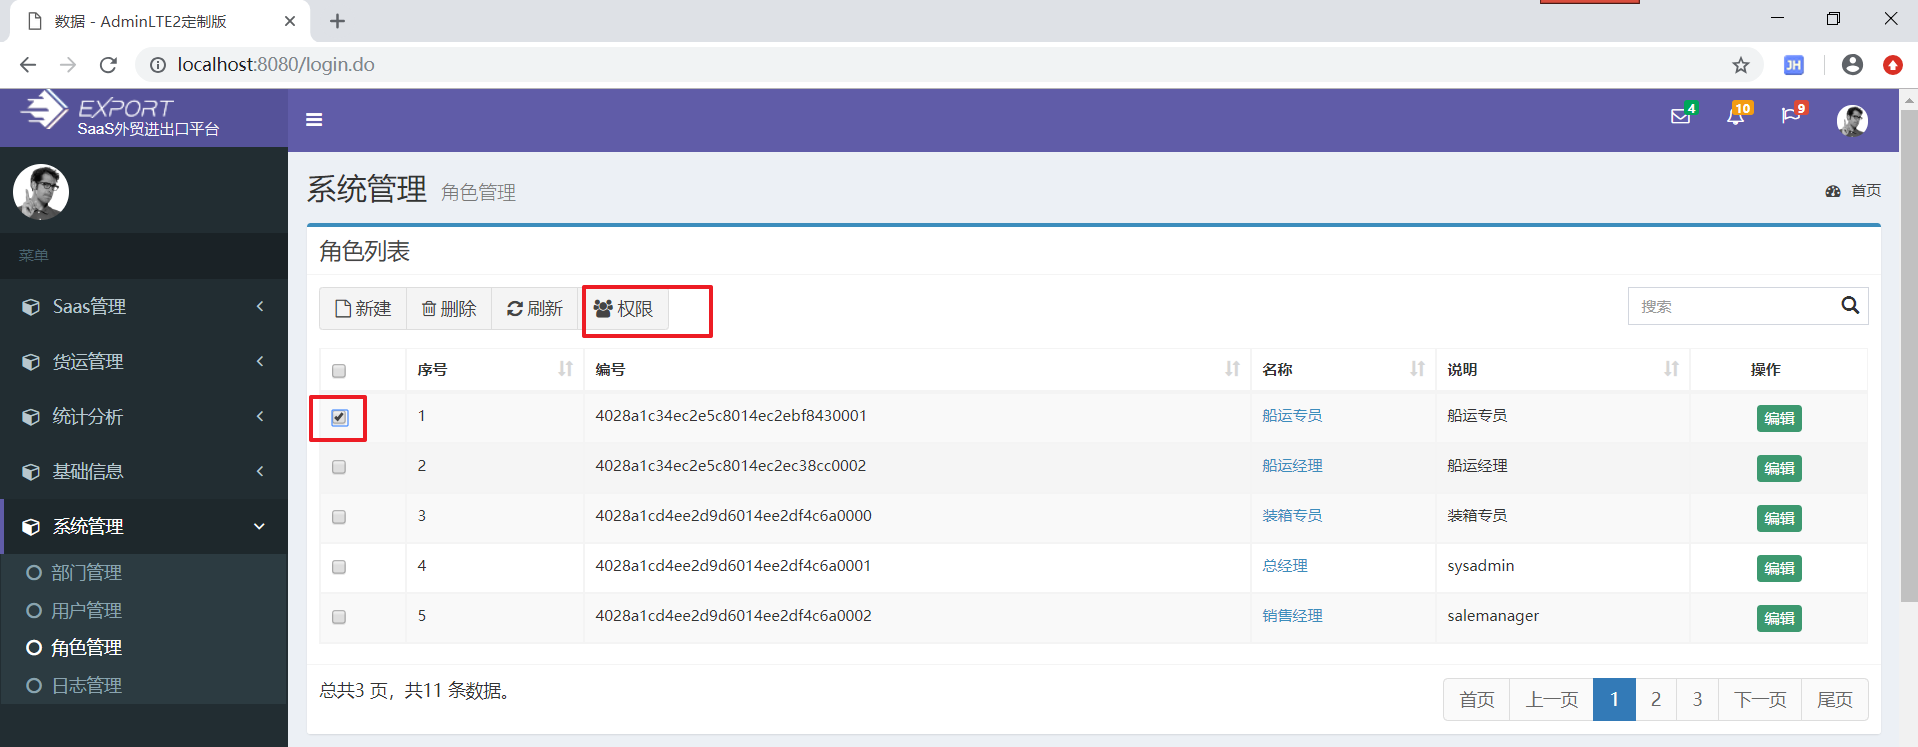 数据 - AdminLTE2定制版
localhost:8080/login.do
JH
EXPORT
SaaS外贸进出口平台
4
10
9
菜单
Saas管理
货运管理
统计分析
基础信息
系统管理
部门管理
用户管理
角色管理
日志管理
系统管理 角色管理
首页
角色列表
新建 删除 刷新 权限
搜索
序号 编号 名称 说明 操作
1 4028a1c34ec2e5c8014ec2ebf8430001 船运专员 船运专员 编辑
2 4028a1c34ec2e5c8014ec2ec38cc0002 船运经理 船运经理 编辑
3 4028a1cd4ee2d9d6014ee2df4c6a0000 装箱专员 装箱专员 编辑
4 4028a1cd4ee2d9d6014ee2df4c6a0001 总经理 sysadmin 编辑
5 4028a1cd4ee2d9d6014ee2df4c6a0002 销售经理 salemanager 编辑
总共3 页，共11 条数据。
首页 上一页 1 2 3 下一页 尾页